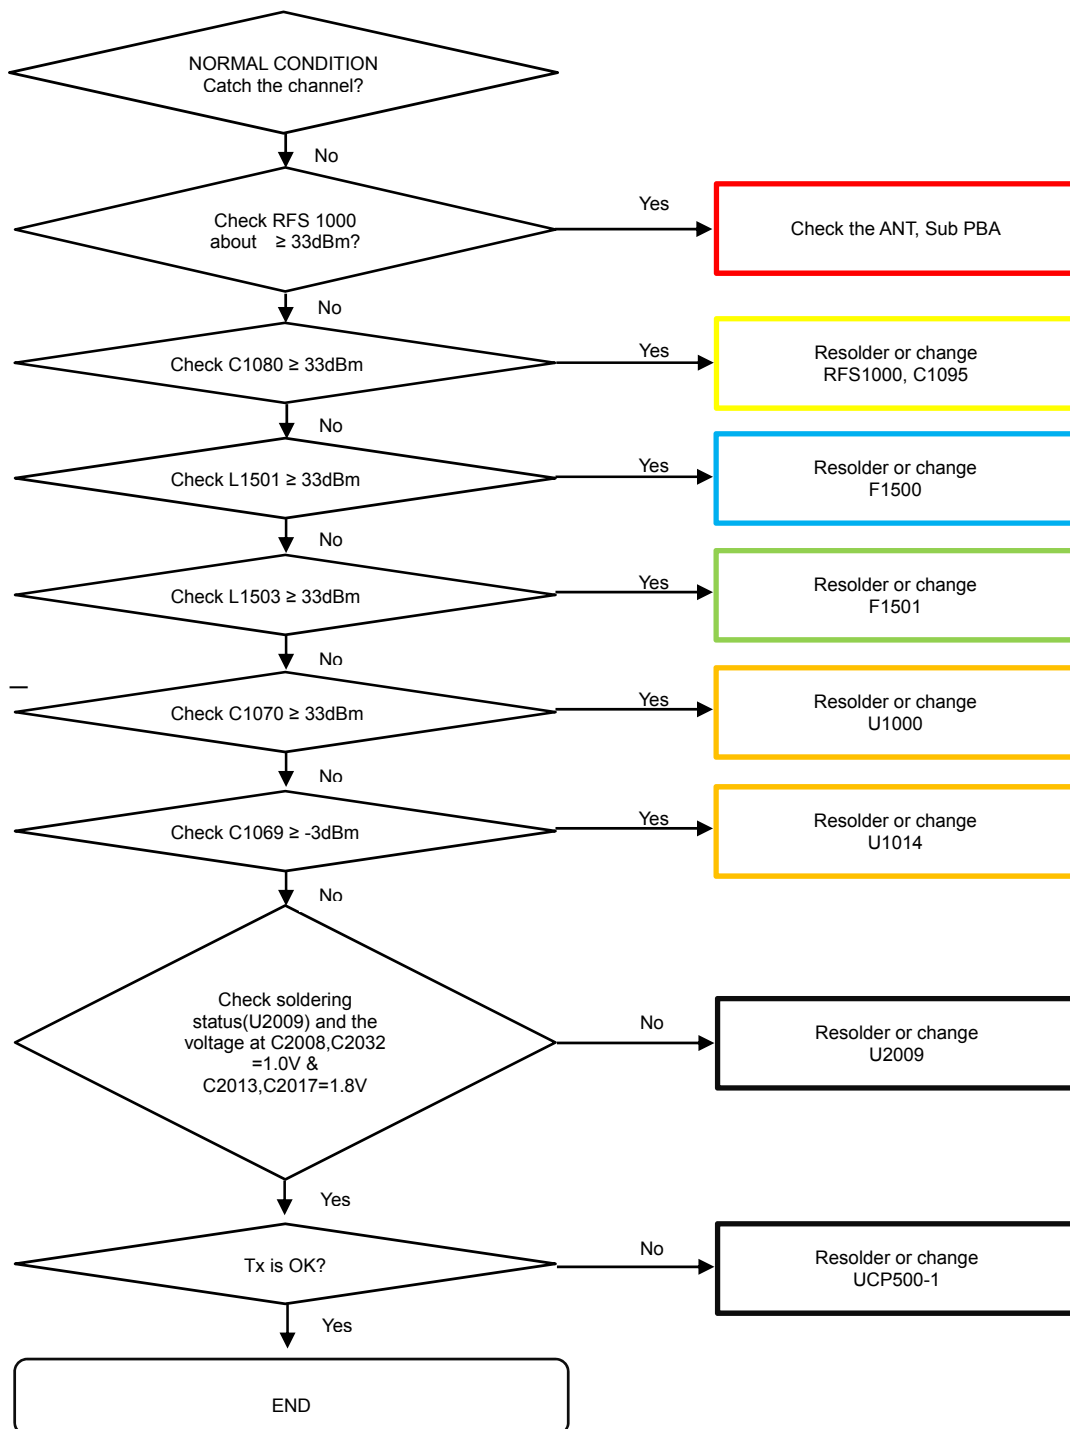 NORMAL CONDITION
Catch the channel?
No
Check RFS 1000
about ≥ 33dBm?
Yes
Check the ANT, Sub PBA
No
Check C1080 ≥ 33dBm
Yes
Resolder or change
RFS1000, C1095
No
Check L1501 ≥ 33dBm
Yes
Resolder or change
F1500
No
Check L1503 ≥ 33dBm
Yes
Resolder or change
F1501
No
Check C1070 ≥ 33dBm
Yes
Resolder or change
U1000
No
Check C1069 ≥ -3dBm
Yes
Resolder or change
U1014
No
Check soldering
status(U2009) and the
voltage at C2008,C2032
=1.0V &
C2013,C2017=1.8V
No
Resolder or change
U2009
Yes
Tx is OK?
No
Resolder or change
UCP500-1
Yes
END